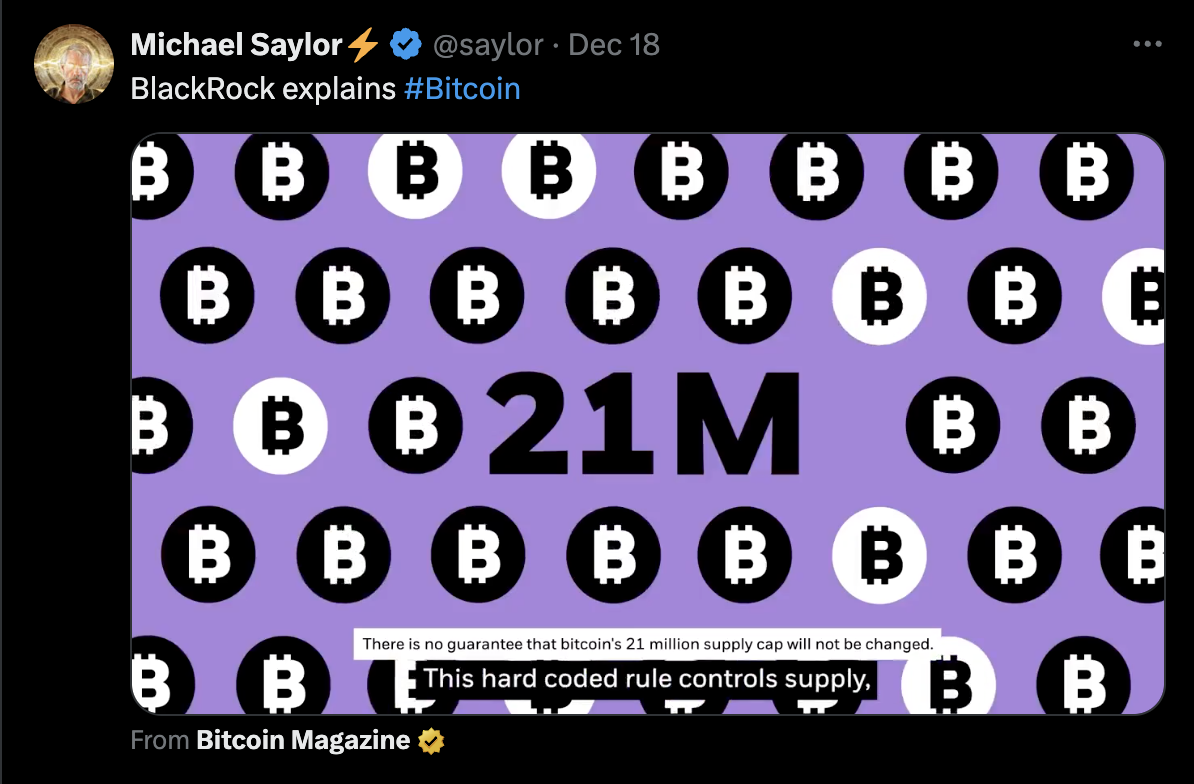 Michael Saylor⚡ @saylor · Dec 18
BlackRock explains #Bitcoin
21M
There is no guarantee that bitcoin's 21 million supply cap will not be changed.
This hard coded rule controls supply,
From Bitcoin Magazine